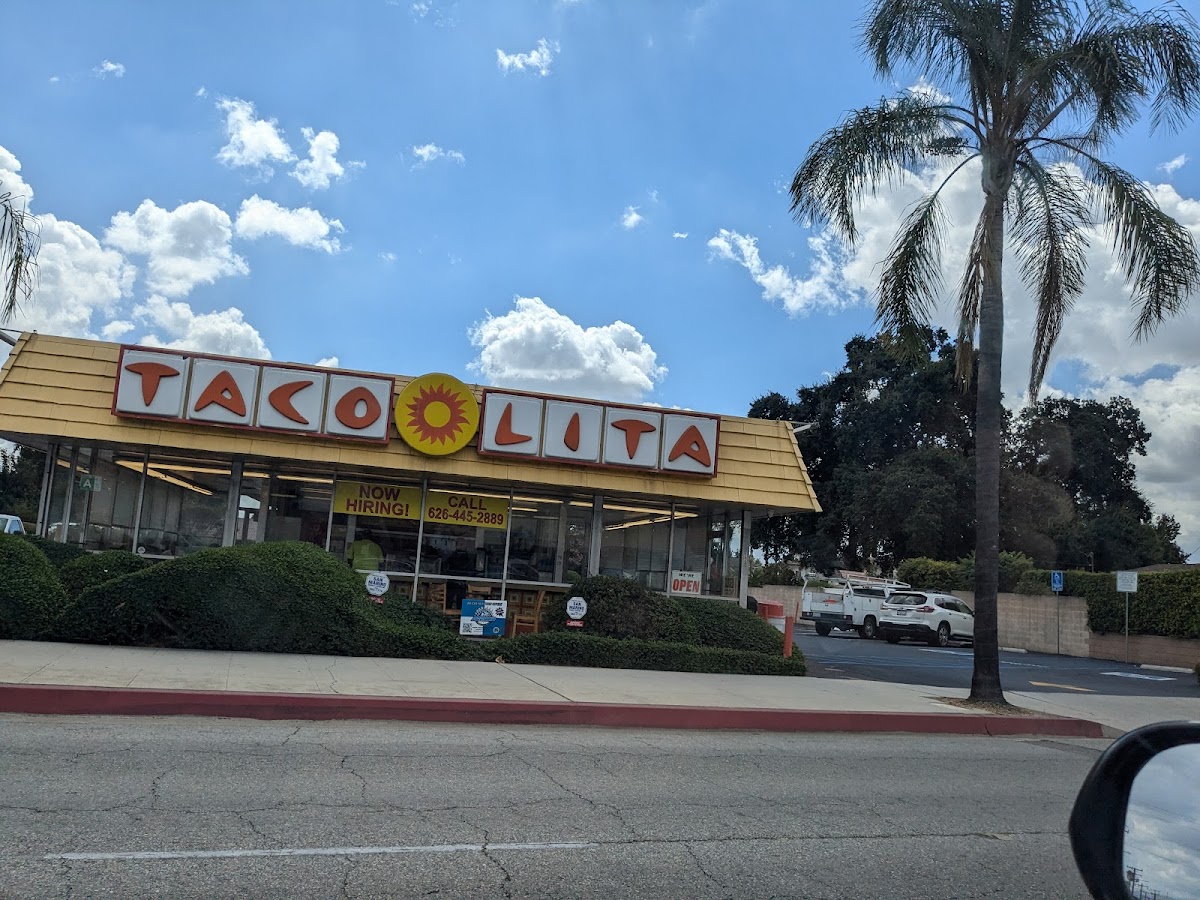 TACO LITA
NOW
HIRING!
CALL
626-445-2889
A
OPEN